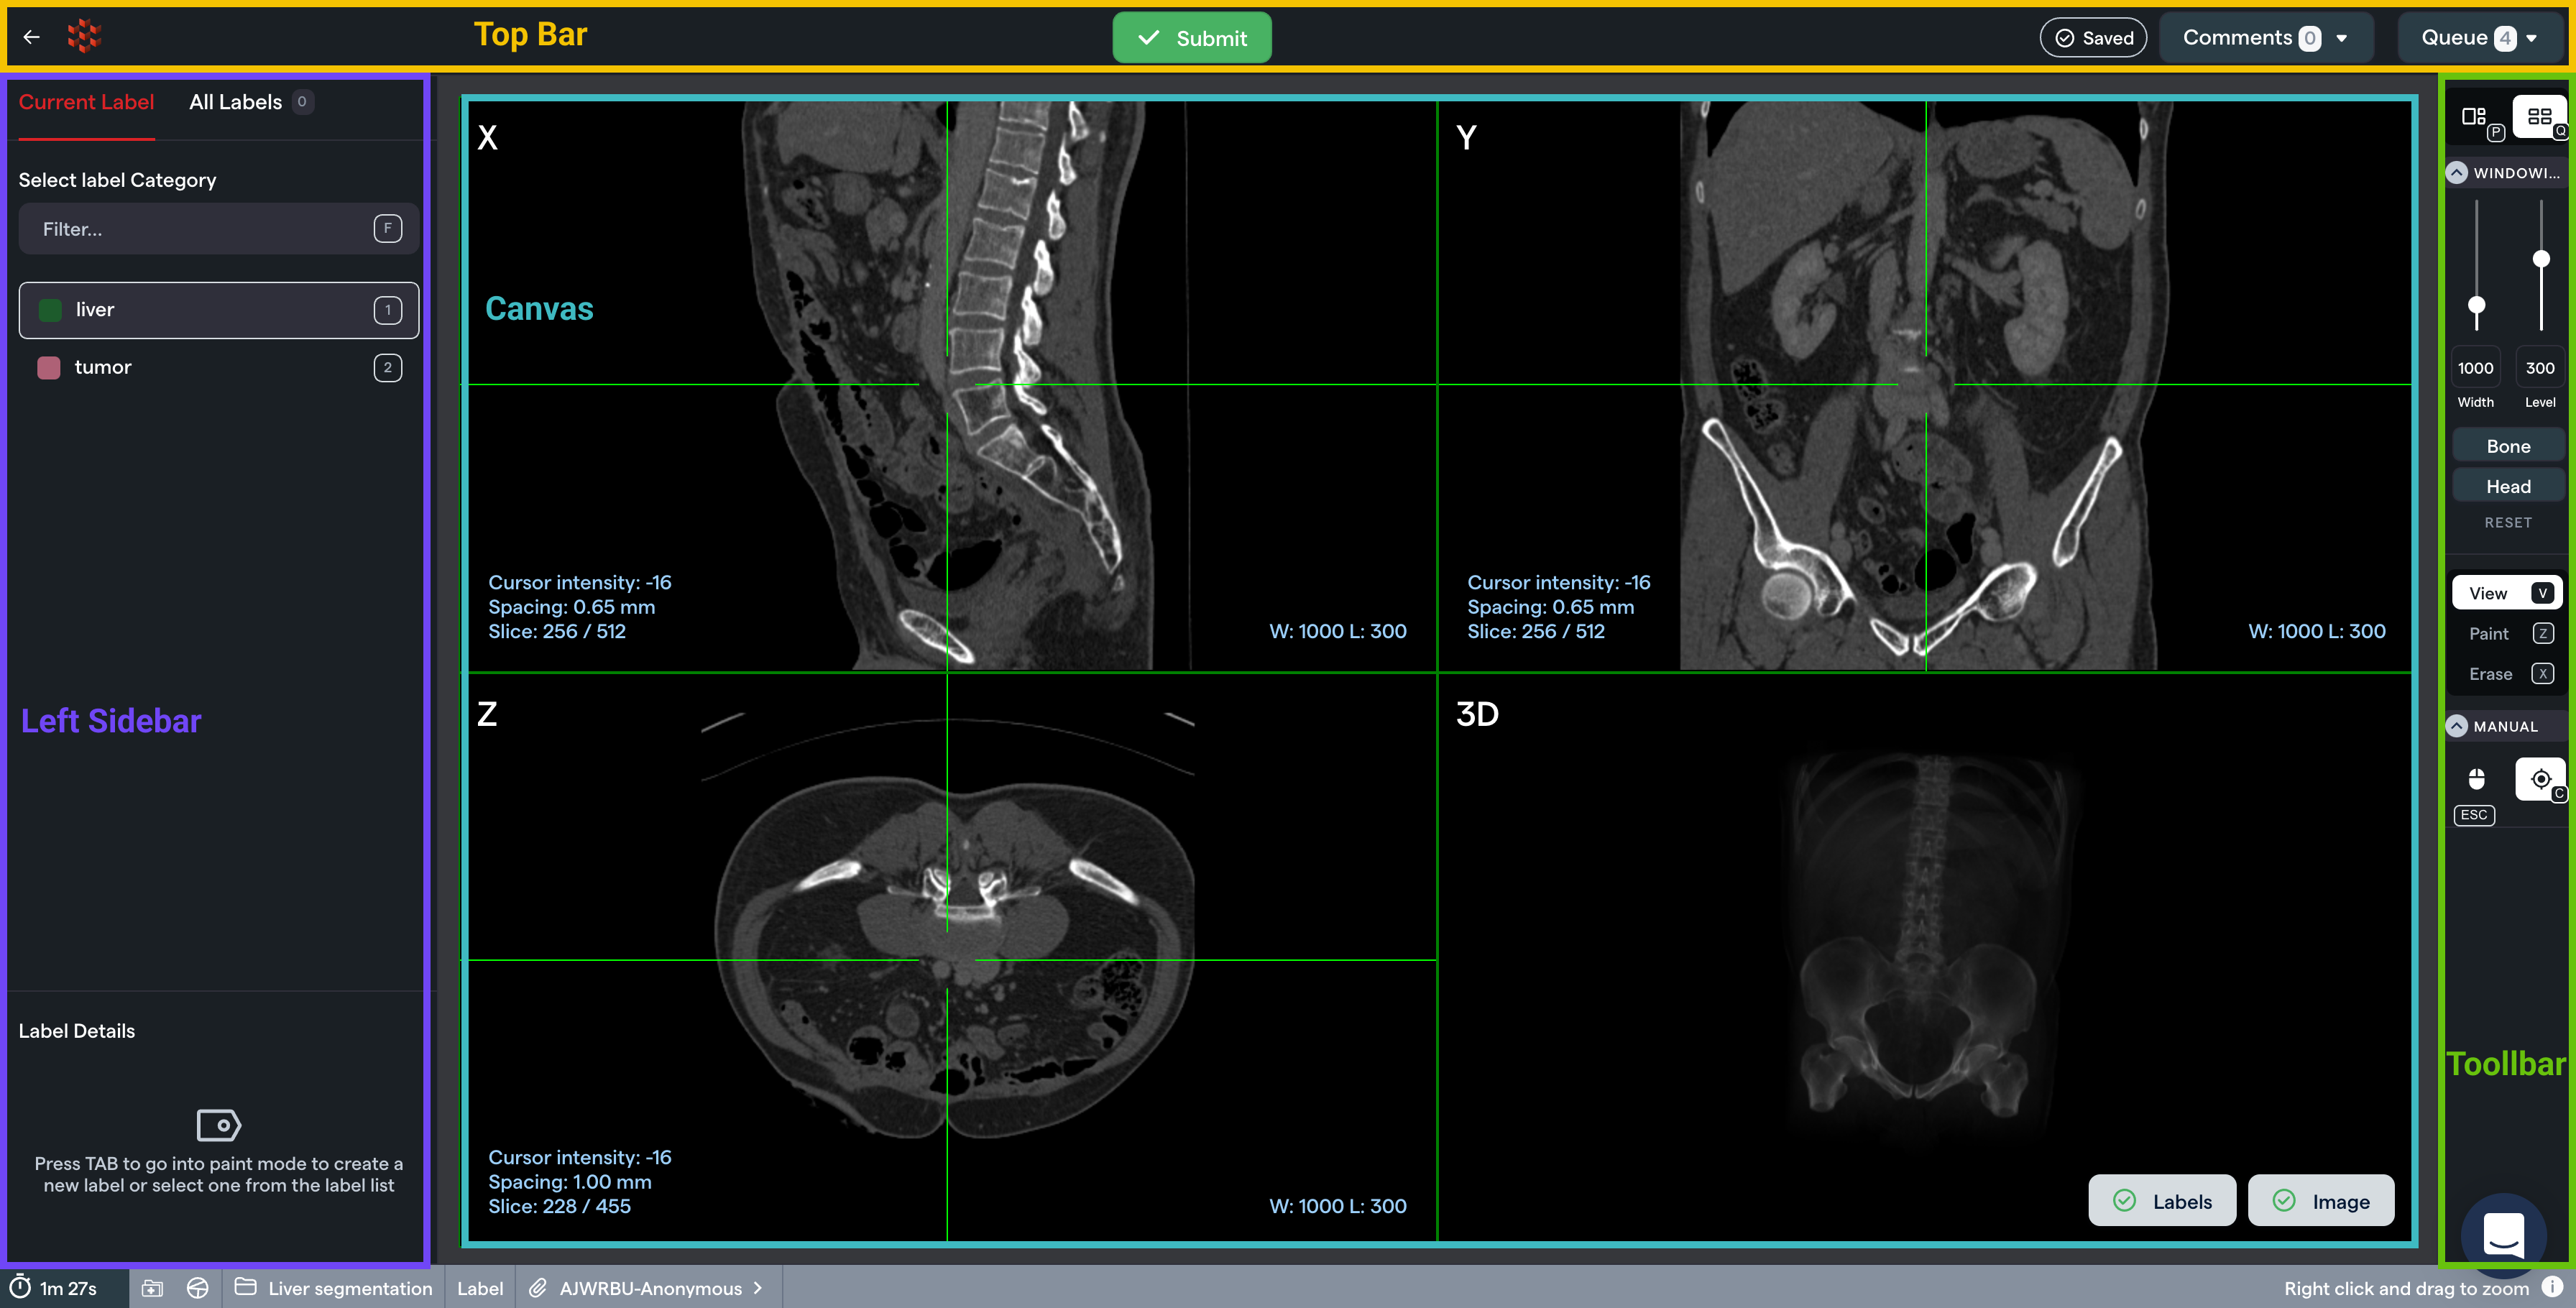 Top Bar
Submit
Saved
Comments 0
Queue 4
Current Label
All Labels 0
Select label Category
Filter...
F
liver
1
tumor
2
Left Sidebar
Label Details
Press TAB to go into paint mode to create a
new label or select one from the label list
X
Canvas
Cursor intensity: -16
Spacing: 0.65 mm
Slice: 256 / 512
W: 1000 L: 300
Y
Cursor intensity: -16
Spacing: 0.65 mm
Slice: 256 / 512
W: 1000 L: 300
Z
Cursor intensity: -16
Spacing: 1.00 mm
Slice: 228 / 455
W: 1000 L: 300
3D
Labels
Image
P
Q
WINDOWI...
1000
300
Width
Level
Bone
Head
RESET
View V
Paint Z
Erase X
MANUAL
ESC
C
Toollbar
1m 27s
Liver segmentation
Label
AJWRBU-Anonymous
Right click and drag to zoom